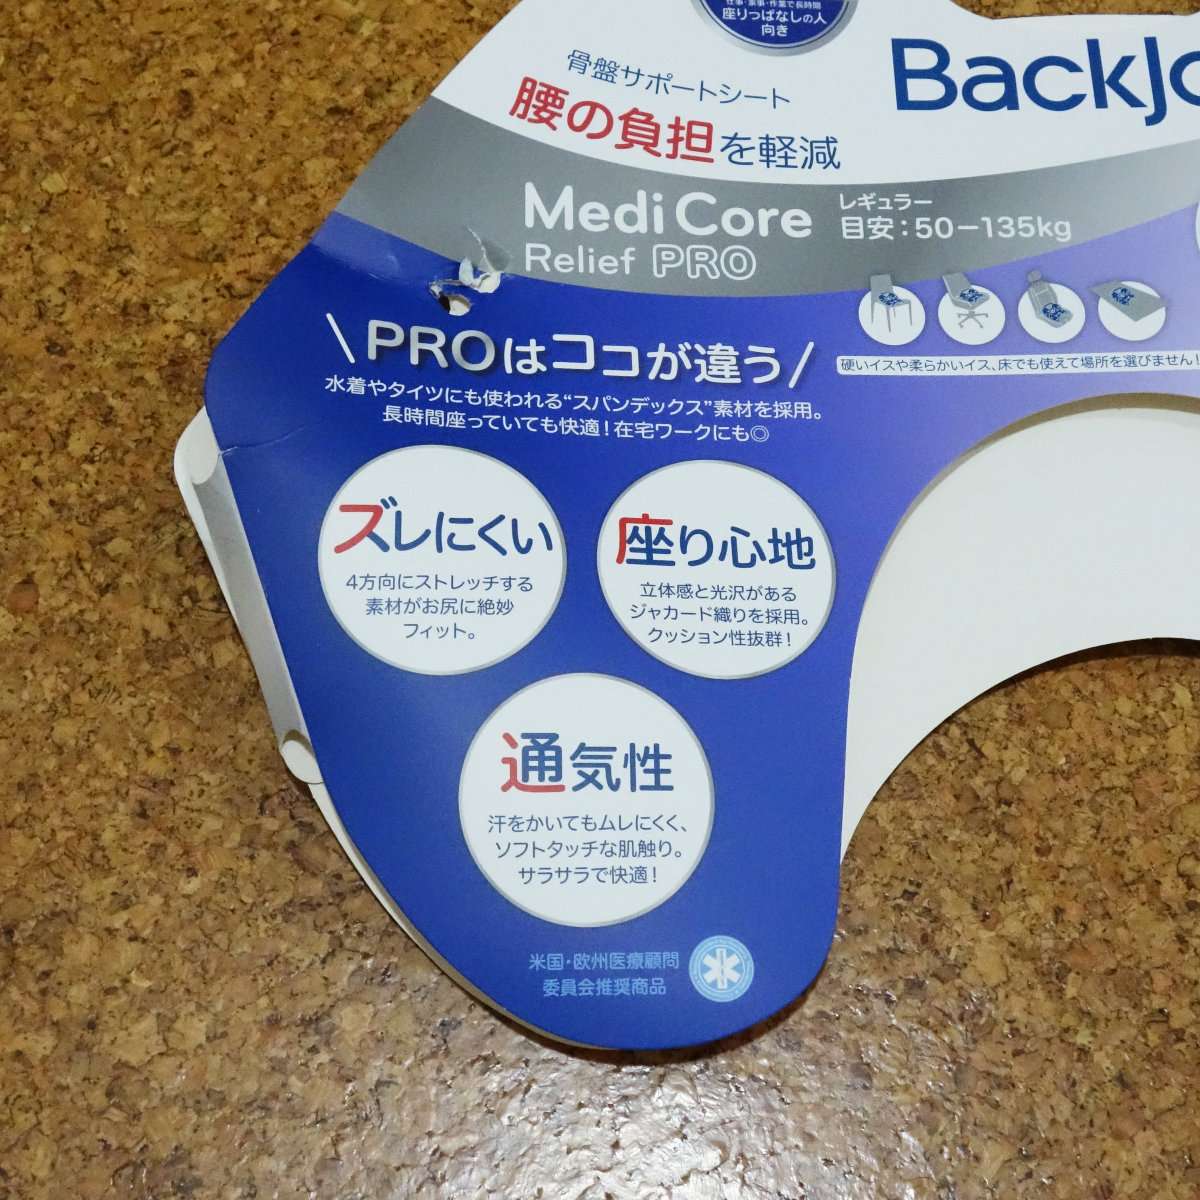 仕事・家事・作業で長時間
座りっぱなしの人
向き
骨盤サポートシート
腰の負担を軽減
BackJo
Medi Core
Relief PRO
レギュラー
目安：50－135kg
硬いイスや柔らかいイス、床でも使えて場所を選びません！
\PROはココが違う/
水着やタイツにも使われる“スパンデックス”素材を採用。
長時間座っていても快適！在宅ワークにも◎
ズレにくい
4方向にストレッチする
素材がお尻に絶妙
フィット。
座り心地
立体感と光沢がある
ジャカード織りを採用。
クッション性抜群！
通気性
汗をかいてもムレにくく、
ソフトタッチな肌触り。
サラサラで快適！
米国・欧州医療顧問
委員会推奨商品